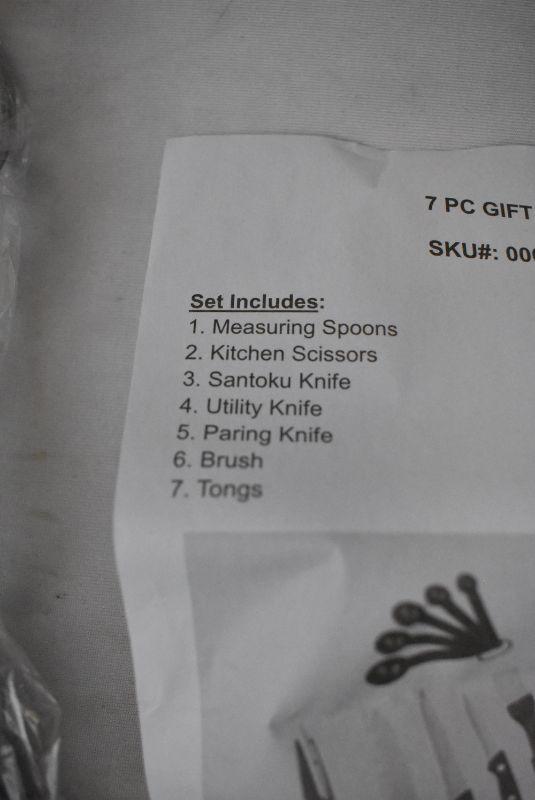 7 PC GIFT
SKU#: 00
Set Includes:
1. Measuring Spoons
2. Kitchen Scissors
3. Santoku Knife
4. Utility Knife
5. Paring Knife
6. Brush
7. Tongs